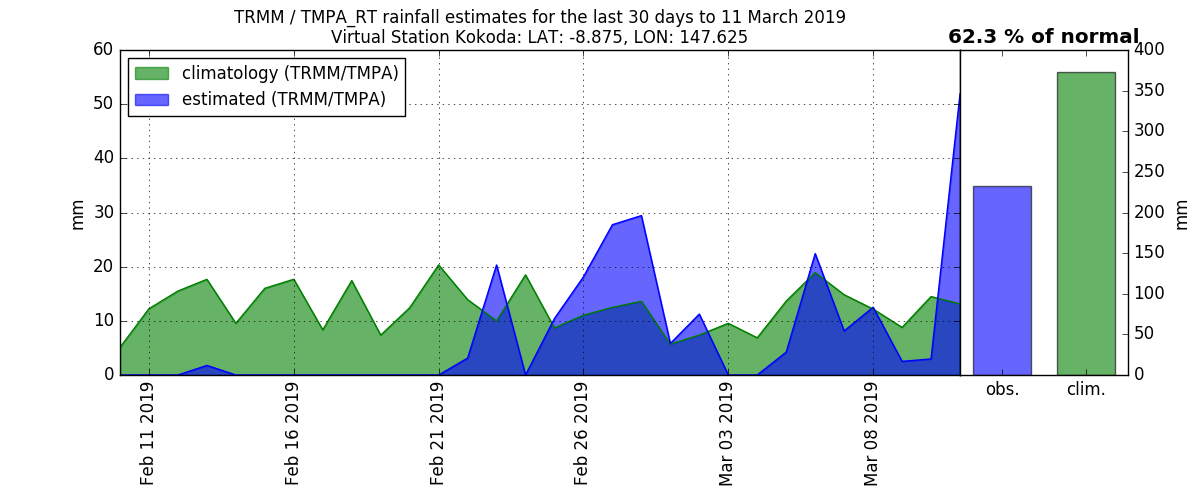 TRMM / TMPA_RT rainfall estimates for the last 30 days to 11 March 2019
Virtual Station Kokoda: LAT: -8.875, LON: 147.625
62.3 % of normal
climatology (TRMM/TMPA)
estimated (TRMM/TMPA)
60
50
40
30
20
10
0
mm
Feb 11 2019
Feb 16 2019
Feb 21 2019
Feb 26 2019
Mar 03 2019
Mar 08 2019
obs.
clim.
400
350
300
250
200
150
100
50
0
mm